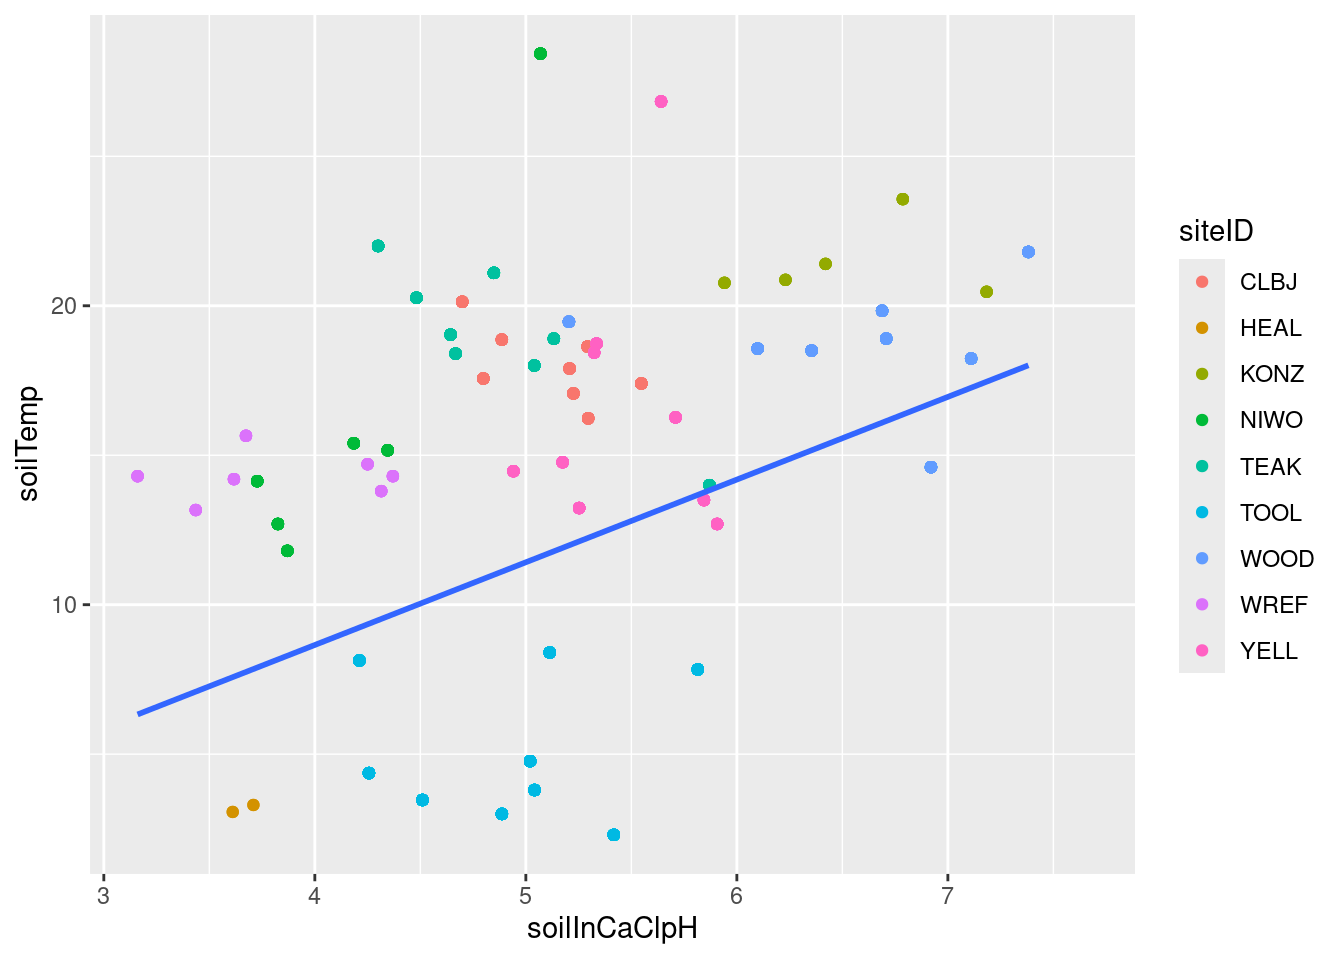 20
10
soilTemp
3 4 5 6 7
soilInCaClpH
siteID
CLBJ
HEAL
KONZ
NIWO
TEAK
TOOL
WOOD
WREF
YELL